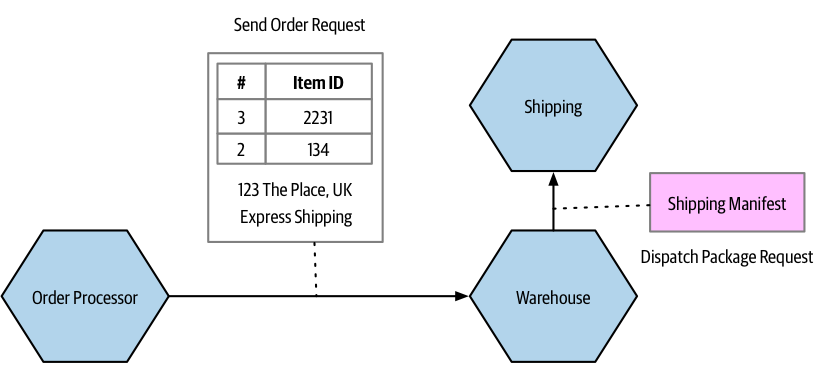 Send Order Request
# Item ID
3 2231
2 134
123 The Place, UK
Express Shipping
Shipping
Shipping Manifest
Dispatch Package Request
Order Processor
Warehouse